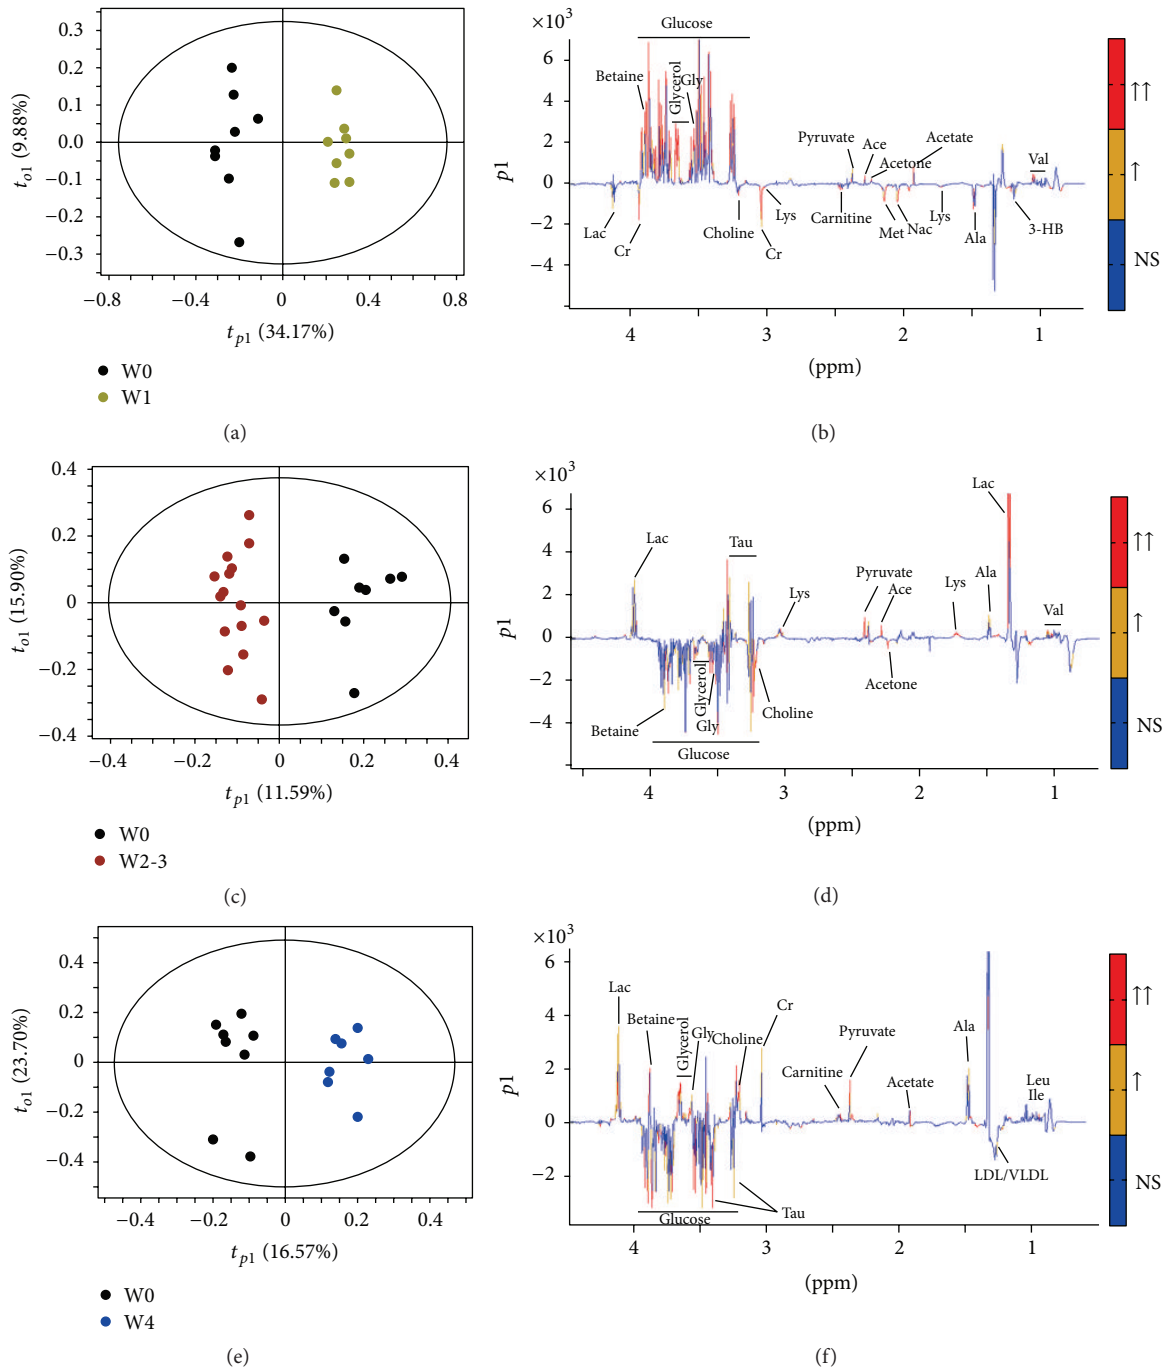 0.3
0.2
0.1
0.0
−0.1
−0.2
−0.3
t_o1 (9.88%)
−0.8
−0.4
0
0.4
0.8
t_p1 (34.17%)
W0
W1
(a)
×10³
6
4
2
0
−2
−4
p1
Glucose
Betaine
Glycerol
Gly
Pyruvate
Ace
Acetone
Acetate
Val
Lac
Cr
Choline
Lys
Cr
Carnitine
Met
Nac
Lys
Ala
3-HB
4
3
2
1
(ppm)
↑↑
↑
NS
(b)
0.4
0.2
0
−0.2
−0.4
t_o1 (15.90%)
−0.4
−0.2
0
0.2
0.4
t_p1 (11.59%)
W0
W2-3
(c)
×10³
6
4
2
0
−2
−4
p1
Lac
Tau
Lys
Pyruvate
Ace
Lys
Ala
Lac
Val
Betaine
Glycerol
Gly
Glucose
Choline
Acetone
4
3
2
1
(ppm)
↑↑
↑
NS
(d)
0.4
0.2
0
−0.2
−0.4
t_o1 (23.70%)
−0.4
−0.2
0
0.2
0.4
t_p1 (16.57%)
W0
W4
(e)
×10³
6
4
2
0
−2
p1
Lac
Betaine
Glycerol
Gly
Choline
Cr
Carnitine
Pyruvate
Acetate
Ala
Leu
Ile
LDL/VLDL
Glucose
Tau
4
3
2
1
(ppm)
↑↑
↑
NS
(f)